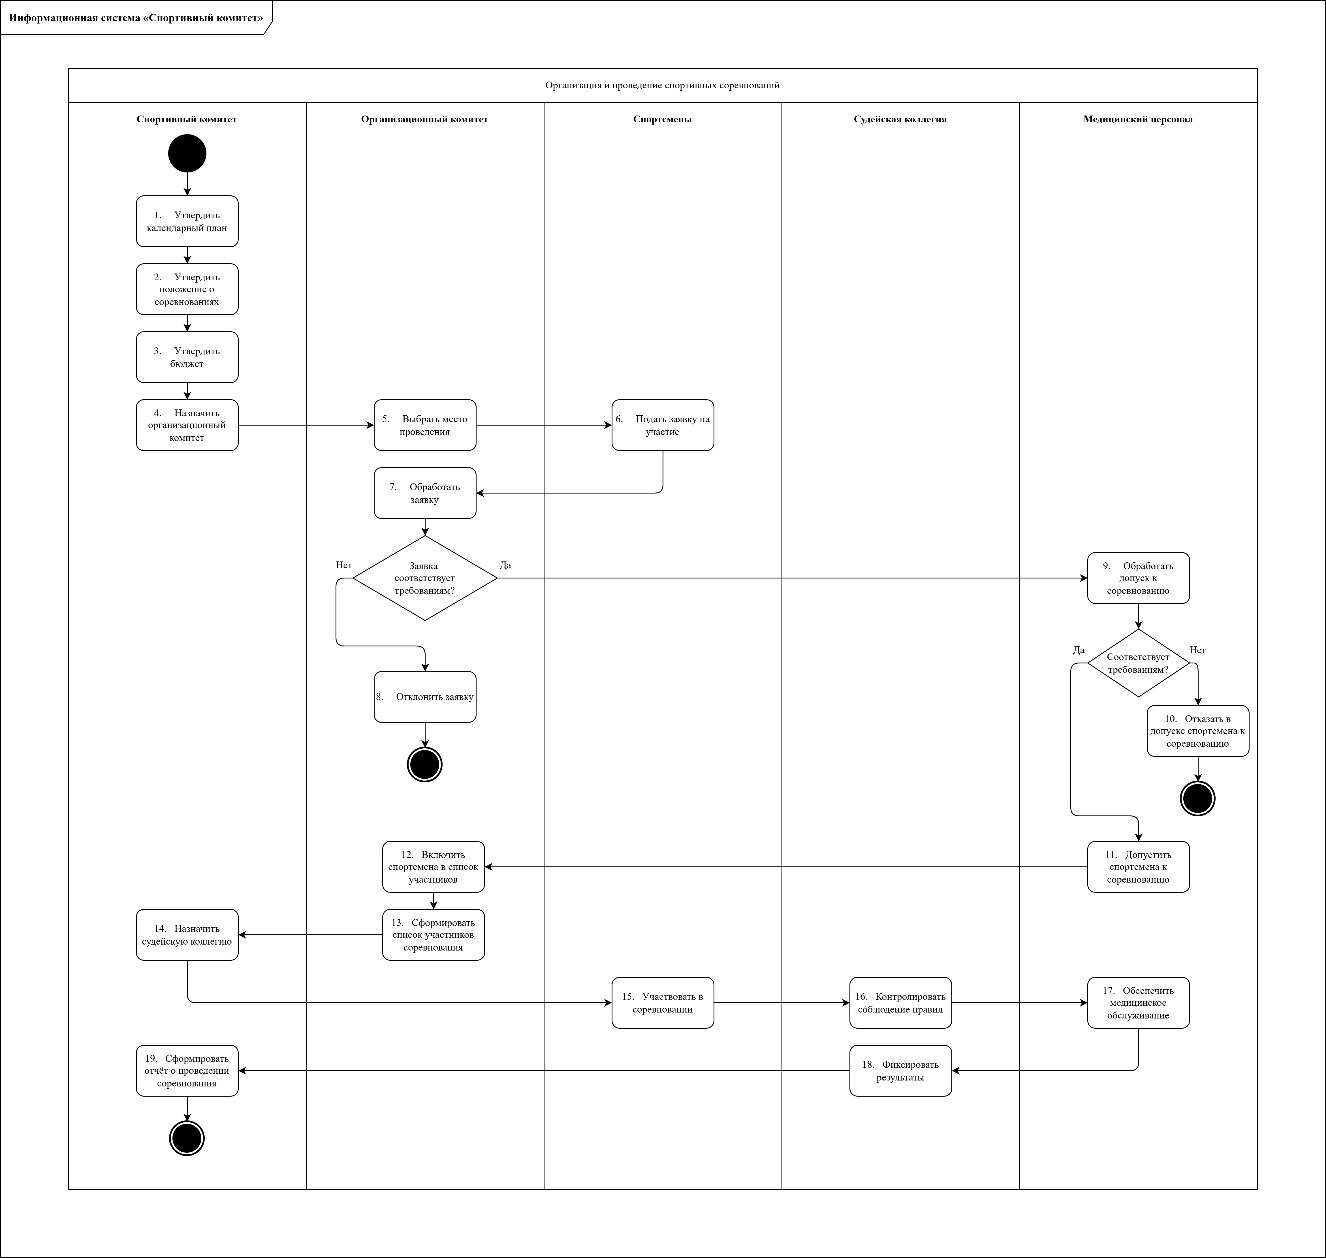 Информационная система «Спортивный комитет»
Организация и проведение спортивных соревнований
Спортивный комитет
Организационный комитет
Спортсмены
Судейская коллегия
Медицинский персонал
1. Утвердить
календарный план
2. Утвердить
положение о
соревнованиях
3. Утвердить
бюджет
4. Назначить
организационный
комитет
5. Выбрать место
проведения
6. Подать заявку на
участие
7. Обработать
заявку
Заявка
соответствует
требованиям?
Нет
Да
8. Отклонить заявку
9. Обработать
допуск к
соревнованию
Соответствует
требованиям?
Да
Нет
10. Отказать в
допуске спортсмена к
соревнованию
11. Допустить
спортсмена к
соревнованию
12. Включить
спортсмена в список
участников
13. Сформировать
список участников
соревнования
14. Назначить
судейскую коллегию
15. Участвовать в
соревновании
16. Контролировать
соблюдение правил
17. Обеспечить
медицинское
обслуживание
18. Фиксировать
результаты
19. Сформировать
отчёт о проведении
соревнования